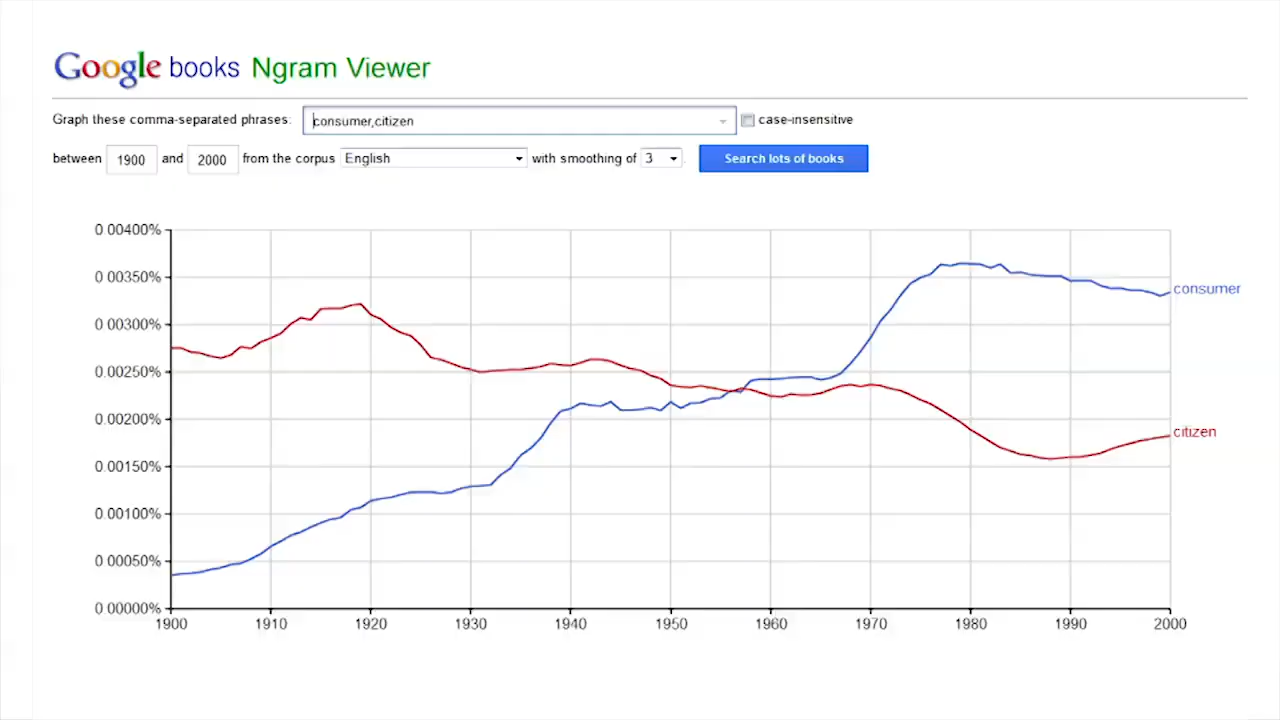 Google books Ngram Viewer
Graph these comma-separated phrases: consumer,citizen case-insensitive
between 1900 and 2000 from the corpus English with smoothing of 3 Search lots of books
0 00400%
0 00350%
consumer
0 00300%
0 00250%
0 00200%
citizen
0 00150%
0 00100%
0 00050%
0 00000%
1900 1910 1920 1930 1940 1950 1960 1970 1980 1990 2000